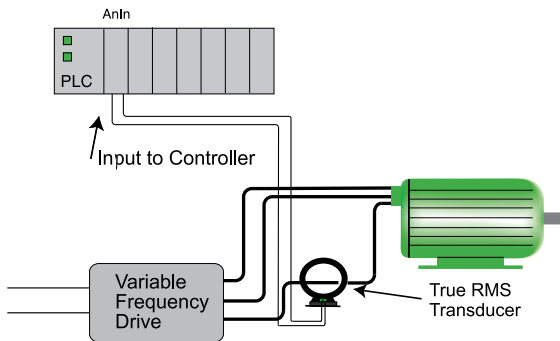 AnIn
PLC
Input to Controller
Variable
Frequency
Drive
True RMS
Transducer